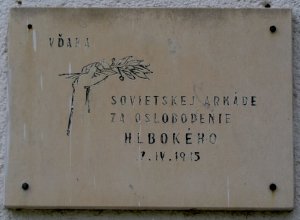 VĎAKA
SOVIETSKEJ ARMÁDE
ZA OSLOBODENIE
HLBOKÉHO
7.IV.1945